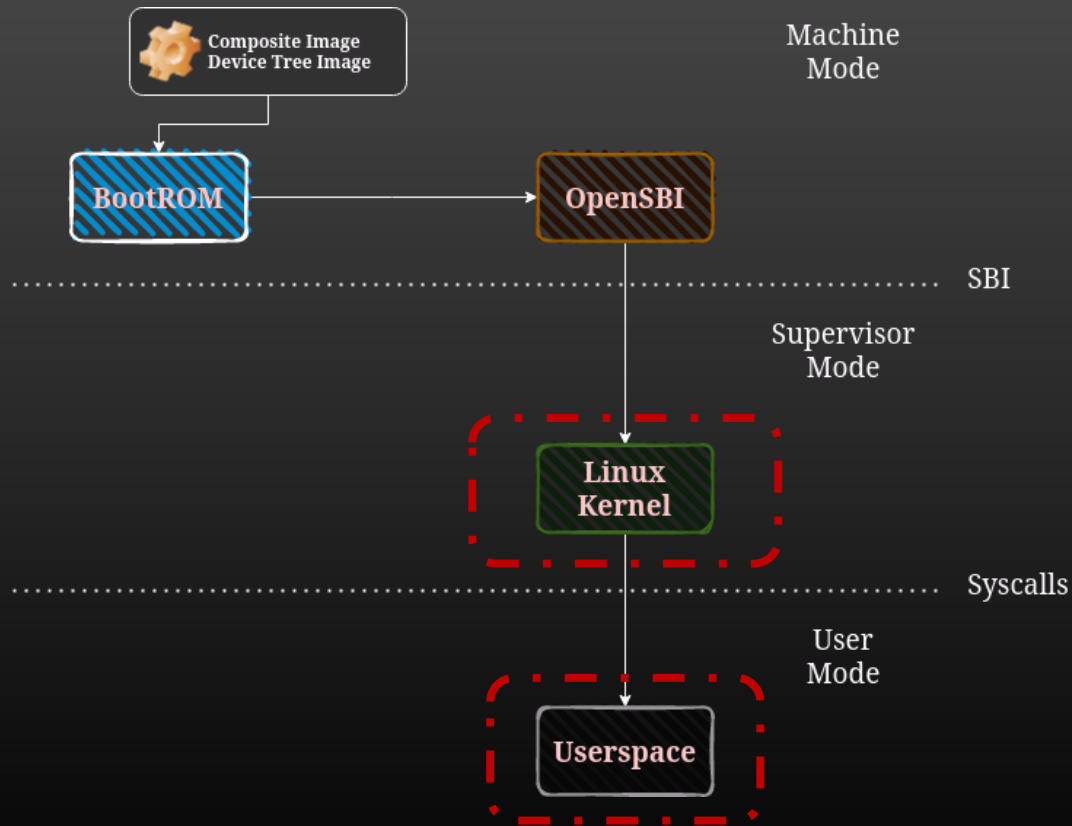 Composite Image
Device Tree Image
Machine
Mode
BootROM
OpenSBI
SBI
Supervisor
Mode
Linux
Kernel
Syscalls
User
Mode
Userspace